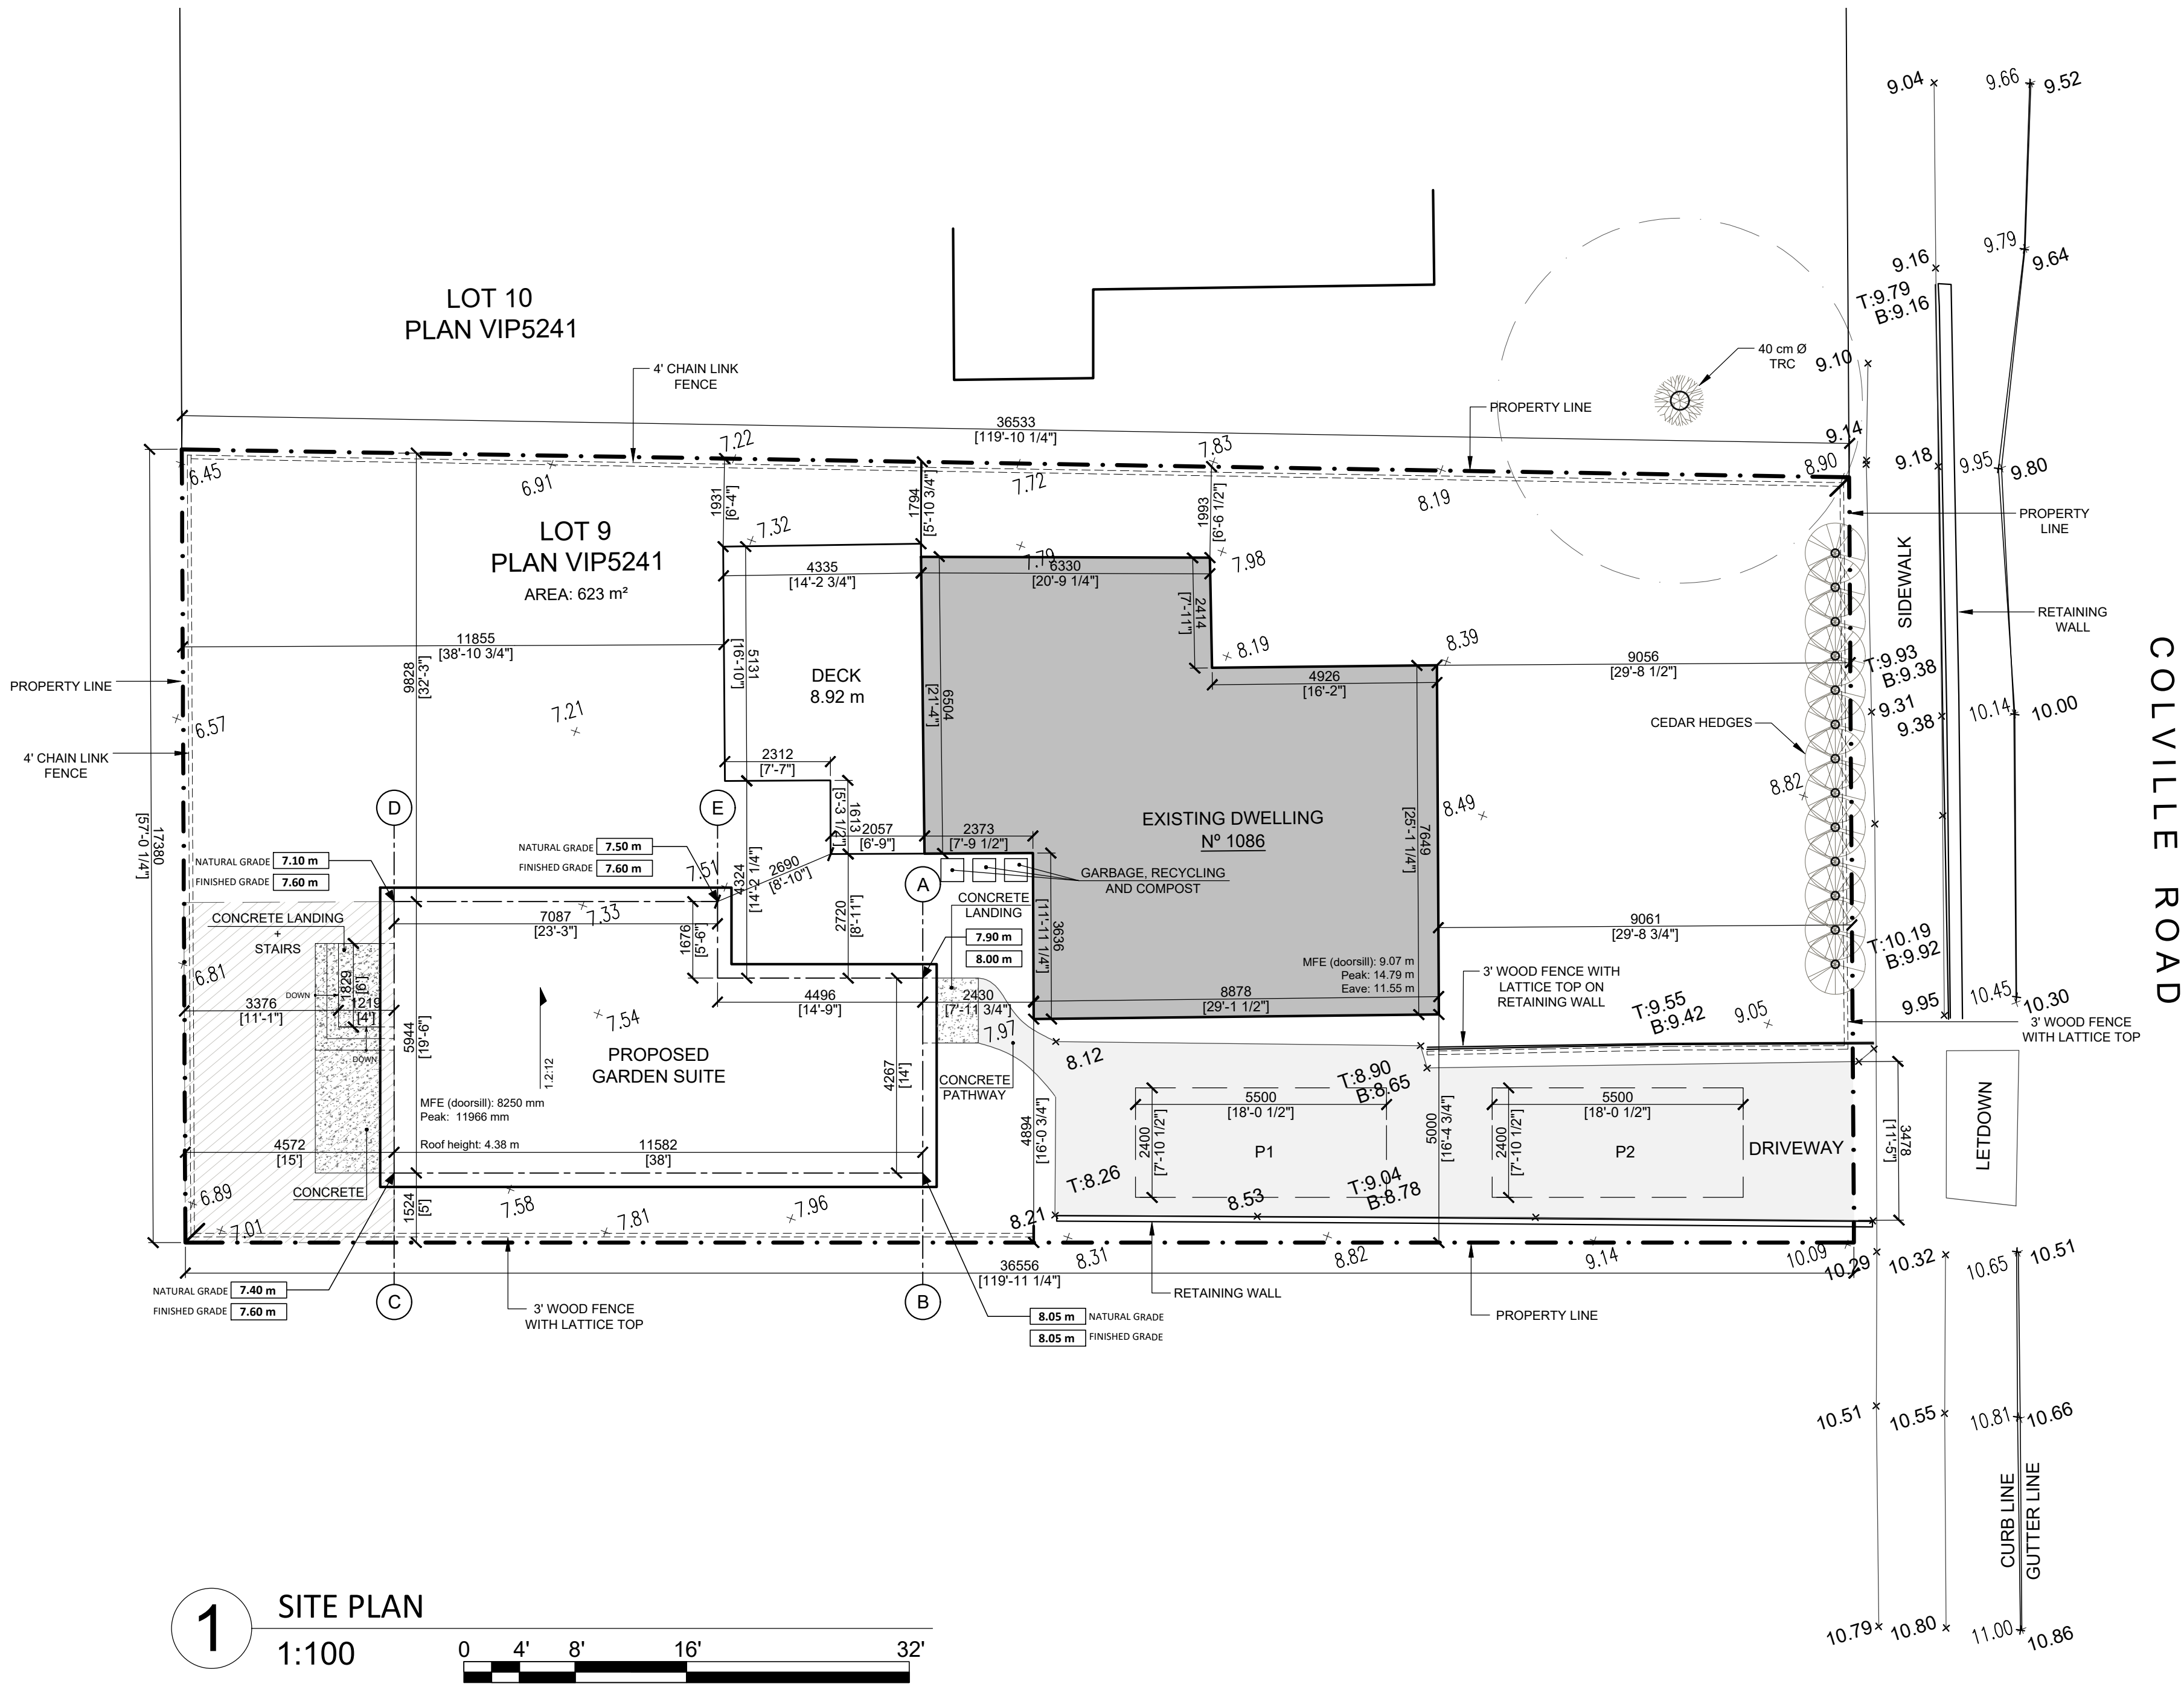 9.04
9.66
9.52
9.79
9.64
9.16
T:9.79
B:9.16
LOT 10
PLAN VIP5241
4' CHAIN LINK
FENCE
40 cm Ø
TRC
9.10
PROPERTY LINE
36533
[119'-10 1/4"]
9.14
7.22
7.83
8.90
9.18
9.95
9.80
6.45
6.91
7.72
8.19
1931
[6'-4"]
1794
[5'-10 3/4"]
1993
[6'-6 1/2"]
PROPERTY
LINE
LOT 9
PLAN VIP5241
AREA: 623 m²
7.32
7.79
7.98
4335
[14'-2 3/4"]
6330
[20'-9 1/4"]
2414
[7'-11"]
SIDEWALK
RETAINING
WALL
COLVILLE ROAD
11855
[38'-10 3/4"]
9828
[32'-3"]
5131
[16'-10"]
DECK
8.92 m
6504
[21'-4"]
8.19
8.39
4926
[16'-2"]
9056
[29'-8 1/2"]
T:9.93
B:9.38
9.31
9.38
10.14
10.00
PROPERTY LINE
6.57
7.21
CEDAR HEDGES
4' CHAIN LINK
FENCE
2312
[7'-7"]
8.82
D
E
1613
[5'-3 1/2"]
8.49
EXISTING DWELLING
Nº 1086
7649
[25'-1 1/4"]
17380
[57'-0 1/4"]
2057
[6'-9"]
2373
[7'-9 1/2"]
NATURAL GRADE 7.10 m
FINISHED GRADE 7.60 m
NATURAL GRADE 7.50 m
FINISHED GRADE 7.60 m
7.51
4324
[14'-2 1/4"]
2690
[8'-10"]
A
GARBAGE, RECYCLING
AND COMPOST
CONCRETE
LANDING
CONCRETE LANDING
+
STAIRS
7087
[23'-3"]
7.33
1676
[5'-6"]
2720
[8'-11"]
7.90 m
8.00 m
3636
[11'-11 1/4"]
9061
[29'-8 3/4"]
T:10.19
B:9.92
6.81
DOWN
1829
[6']
1219
[4']
3376
[11'-1"]
4496
[14'-9"]
2430
[7'-11 3/4"]
MFE (doorsill): 9.07 m
Peak: 14.79 m
Eave: 11.55 m
8878
[29'-1 1/2"]
3' WOOD FENCE WITH
LATTICE TOP ON
RETAINING WALL
T:9.55
B:9.42
9.05
9.95
10.45
10.30
3' WOOD FENCE
WITH LATTICE TOP
5944
[19'-6"]
DOWN
7.54
1.2:12
PROPOSED
GARDEN SUITE
4267
[14']
7.97
8.12
CONCRETE
PATHWAY
MFE (doorsill): 8250 mm
Peak: 11966 mm
Roof height: 4.38 m
T:8.90
B:8.65
5500
[18'-0 1/2"]
5500
[18'-0 1/2"]
2400
[7'-10 1/2"]
2400
[7'-10 1/2"]
4894
[16'-0 3/4"]
5000
[16'-4 3/4"]
P1
P2
DRIVEWAY
3478
[11'-5"]
LETDOWN
4572
[15']
11582
[38']
CONCRETE
1524
[5']
6.89
7.01
7.58
7.81
7.96
T:8.26
8.53
T:9.04
B:8.78
8.21
8.31
8.82
9.14
10.09
10.29
10.32
10.65
10.51
36556
[119'-11 1/4"]
NATURAL GRADE 7.40 m
FINISHED GRADE 7.60 m
C
B
3' WOOD FENCE
WITH LATTICE TOP
8.05 m NATURAL GRADE
8.05 m FINISHED GRADE
RETAINING WALL
PROPERTY LINE
10.51
10.55
10.81
10.66
CURB LINE
GUTTER LINE
10.79
10.80
11.00
10.86
1
SITE PLAN
1:100
0 4' 8' 16' 32'